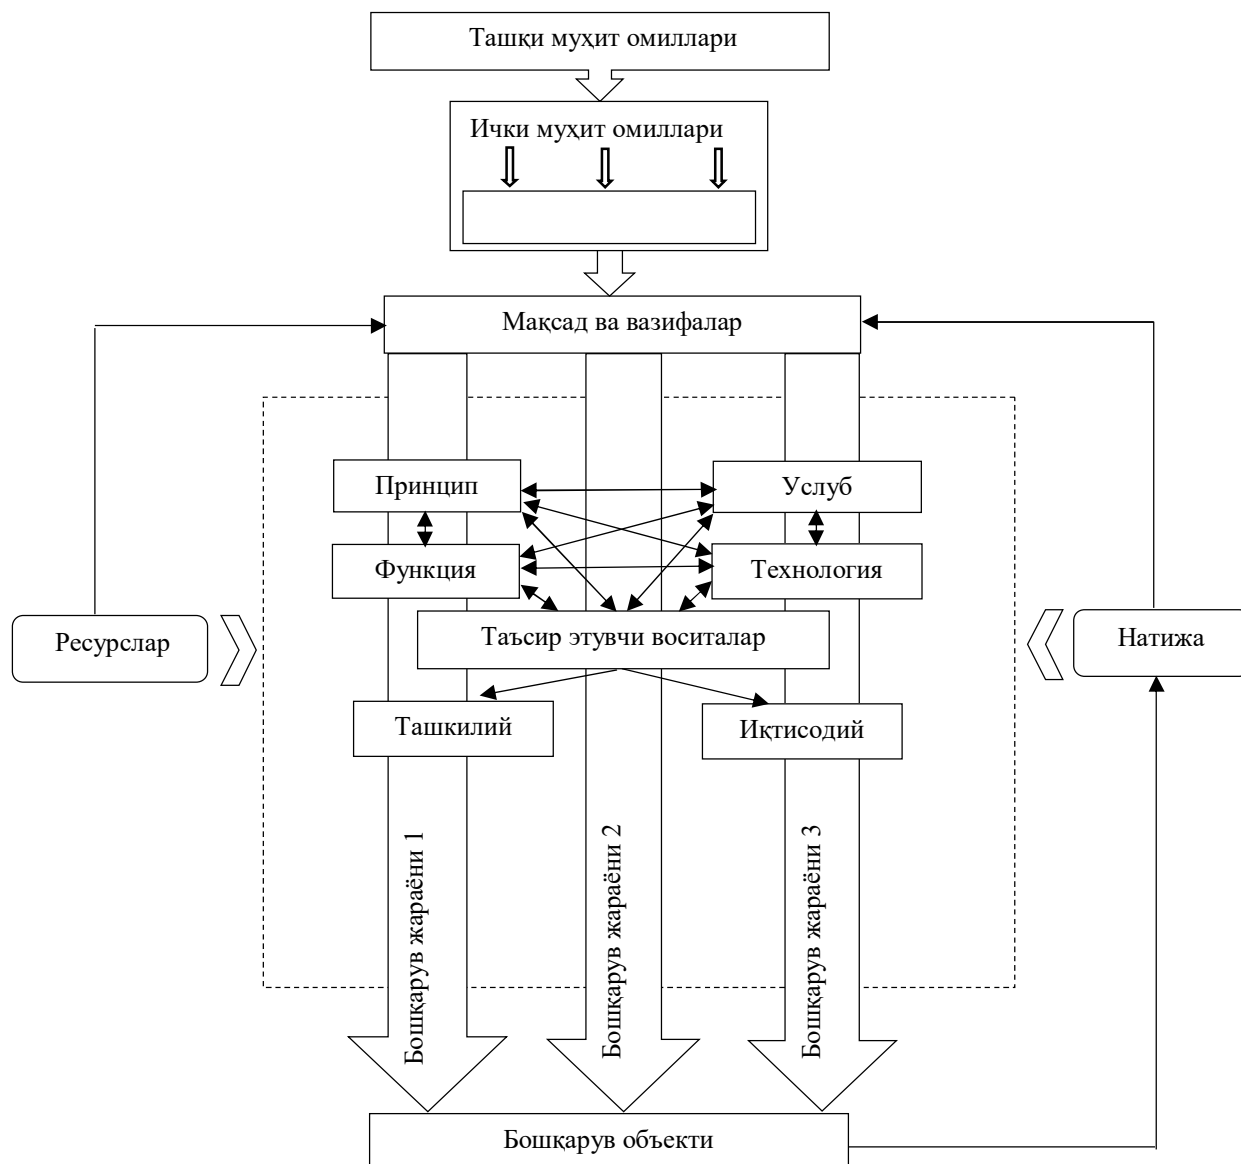 Ташқи муҳит омиллари
Ички муҳит омиллари
Мақсад ва вазифалар
Принцип
Услуб
Функция
Технология
Таъсир этувчи воситалар
Ресурслар
Натижа
Ташкилий
Иқтисодий
Бошқарув жараёни 1
Бошқарув жараёни 2
Бошқарув жараёни 3
Бошқарув объекти